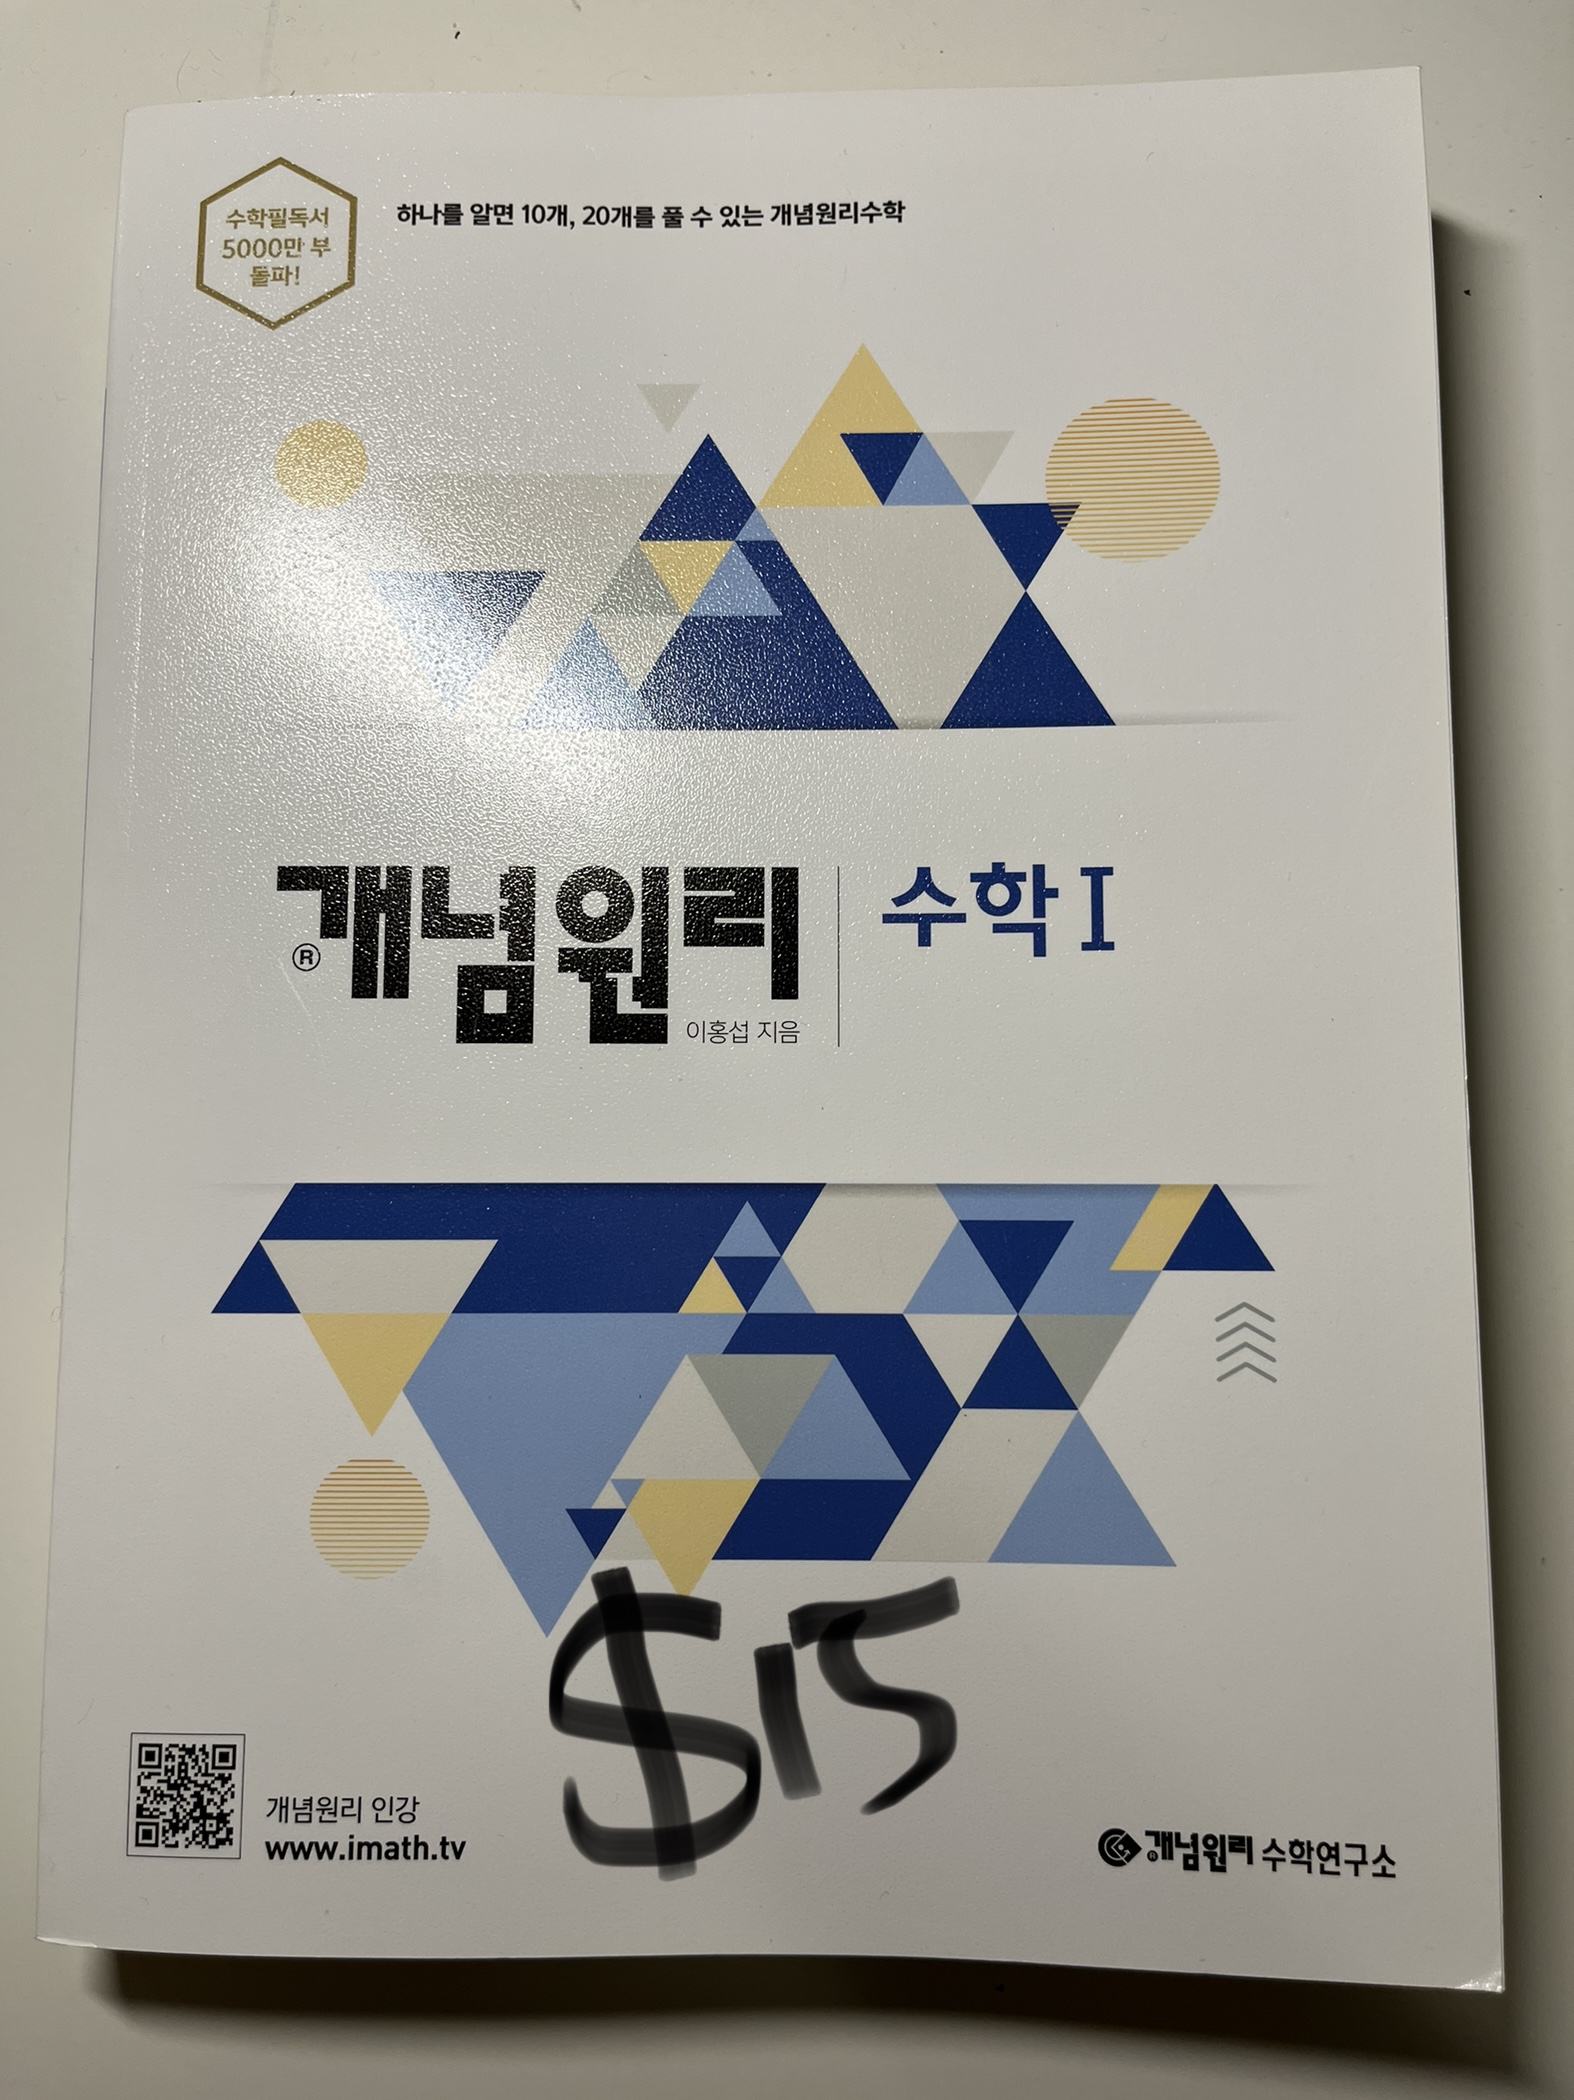 수학필독서
5000만 부
돌파!
하나를 알면 10개, 20개를 풀 수 있는 개념원리수학
개념원리
®
수학 I
이홍섭 지음
$15
개념원리 인강
www.imath.tv
®개념원리 수학연구소